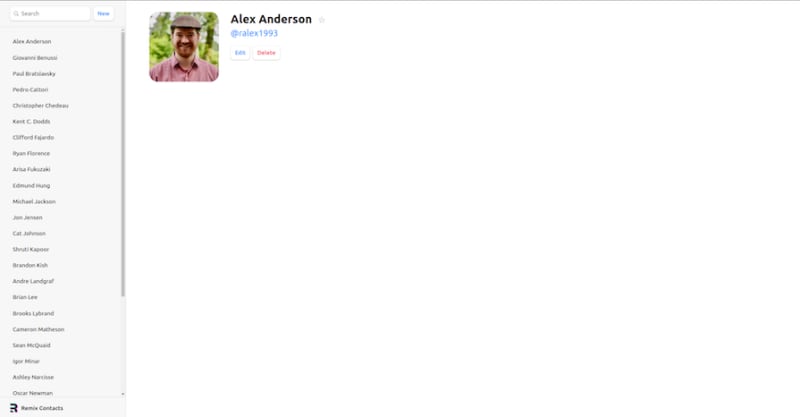 Search
New
Alex Anderson
Giovanni Benussi
Paul Bratslavsky
Pedro Cattori
Christopher Chedeau
Kent C. Dodds
Clifford Fajardo
Ryan Florence
Arisa Fukuzaki
Edmund Hung
Michael Jackson
Jon Jensen
Cat Johnson
Shruti Kapoor
Brandon Kish
Andre Landgraf
Brian Lee
Brooks Lybrand
Cameron Matheson
Sean McQuaid
Igor Minar
Ashley Narcisse
Oscar Newman
Remix Contacts
Alex Anderson ☆
@ralex1993
Edit
Delete